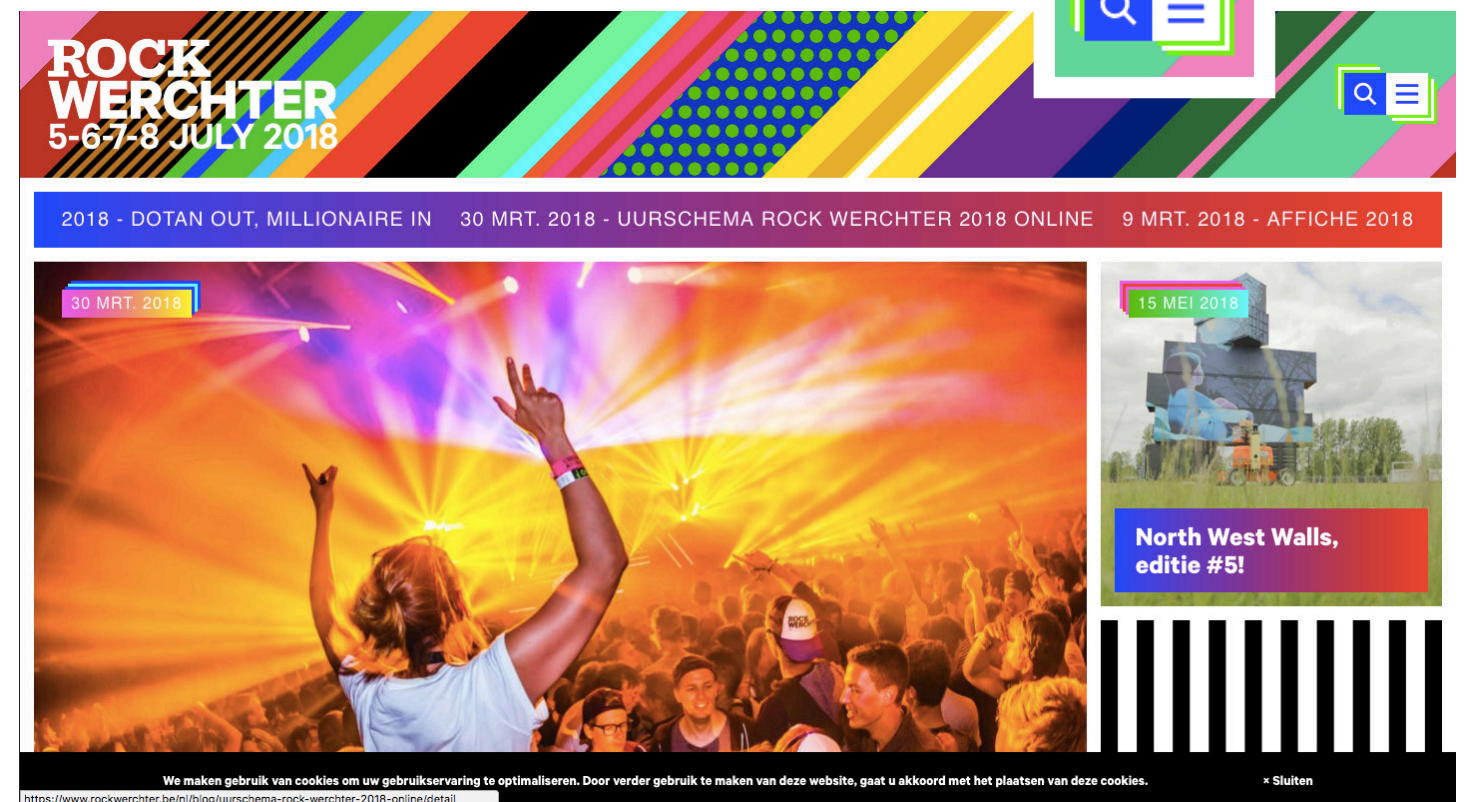 ROCK
WERCHTER
5-6-7-8 JULY 2018
2018 - DOTAN OUT, MILLIONAIRE IN 30 MRT. 2018 - UURSCHEMA ROCK WERCHTER 2018 ONLINE 9 MRT. 2018 - AFFICHE 2018
30 MRT. 2018
15 MEI 2018
North West Walls,
editie #5!
ROCK
WERCHTER
We maken gebruik van cookies om uw gebruikservaring te optimaliseren. Door verder gebruik te maken van deze website, gaat u akkoord met het plaatsen van deze cookies. × Sluiten
https://www.rockwerchter.be/nl/blog/uurschema-rock-werchter-2018-online/detail